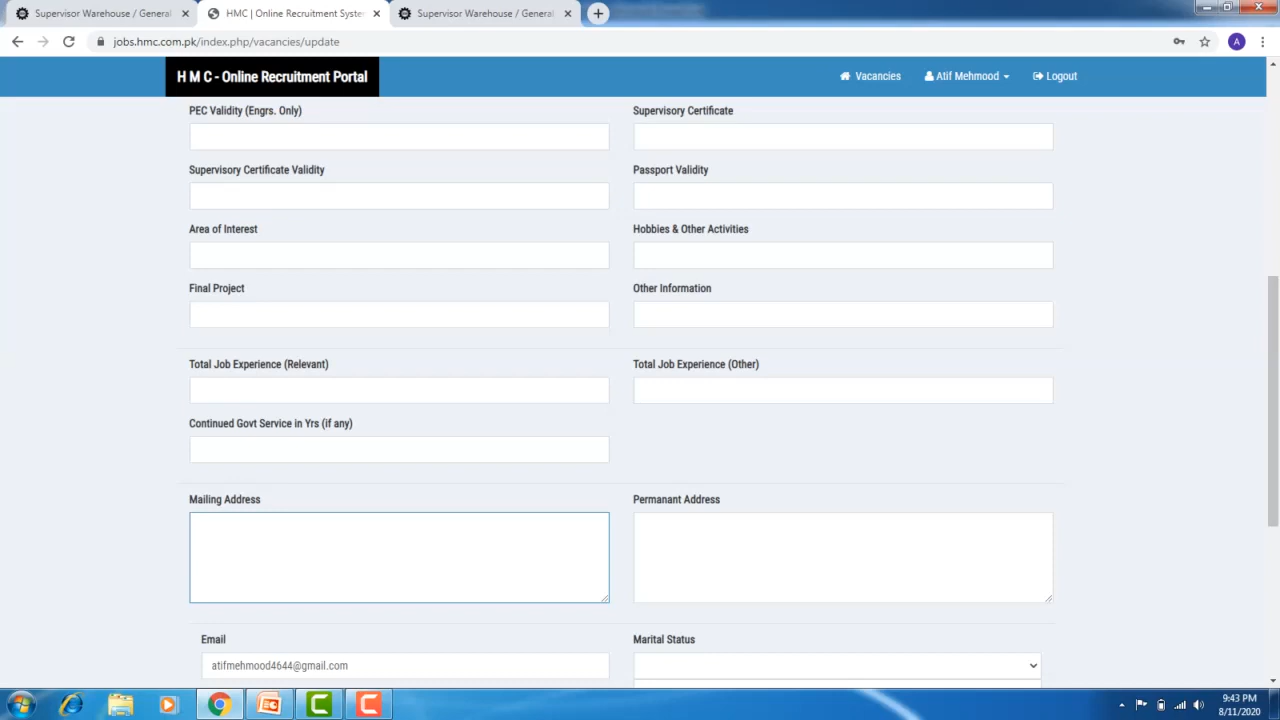 Supervisor Warehouse / General
HMC | Online Recruitment Syste
Supervisor Warehouse / General
jobs.hmc.com.pk/index.php/vacancies/update
A
H M C - Online Recruitment Portal
Vacancies
Atif Mehmood
Logout
PEC Validity (Engrs. Only)
Supervisory Certificate
Supervisory Certificate Validity
Passport Validity
Area of Interest
Hobbies & Other Activities
Final Project
Other Information
Total Job Experience (Relevant)
Total Job Experience (Other)
Continued Govt Service in Yrs (if any)
Mailing Address
Permanant Address
Email
Marital Status
atifmehmood4644@gmail.com
9:43 PM
8/11/2020